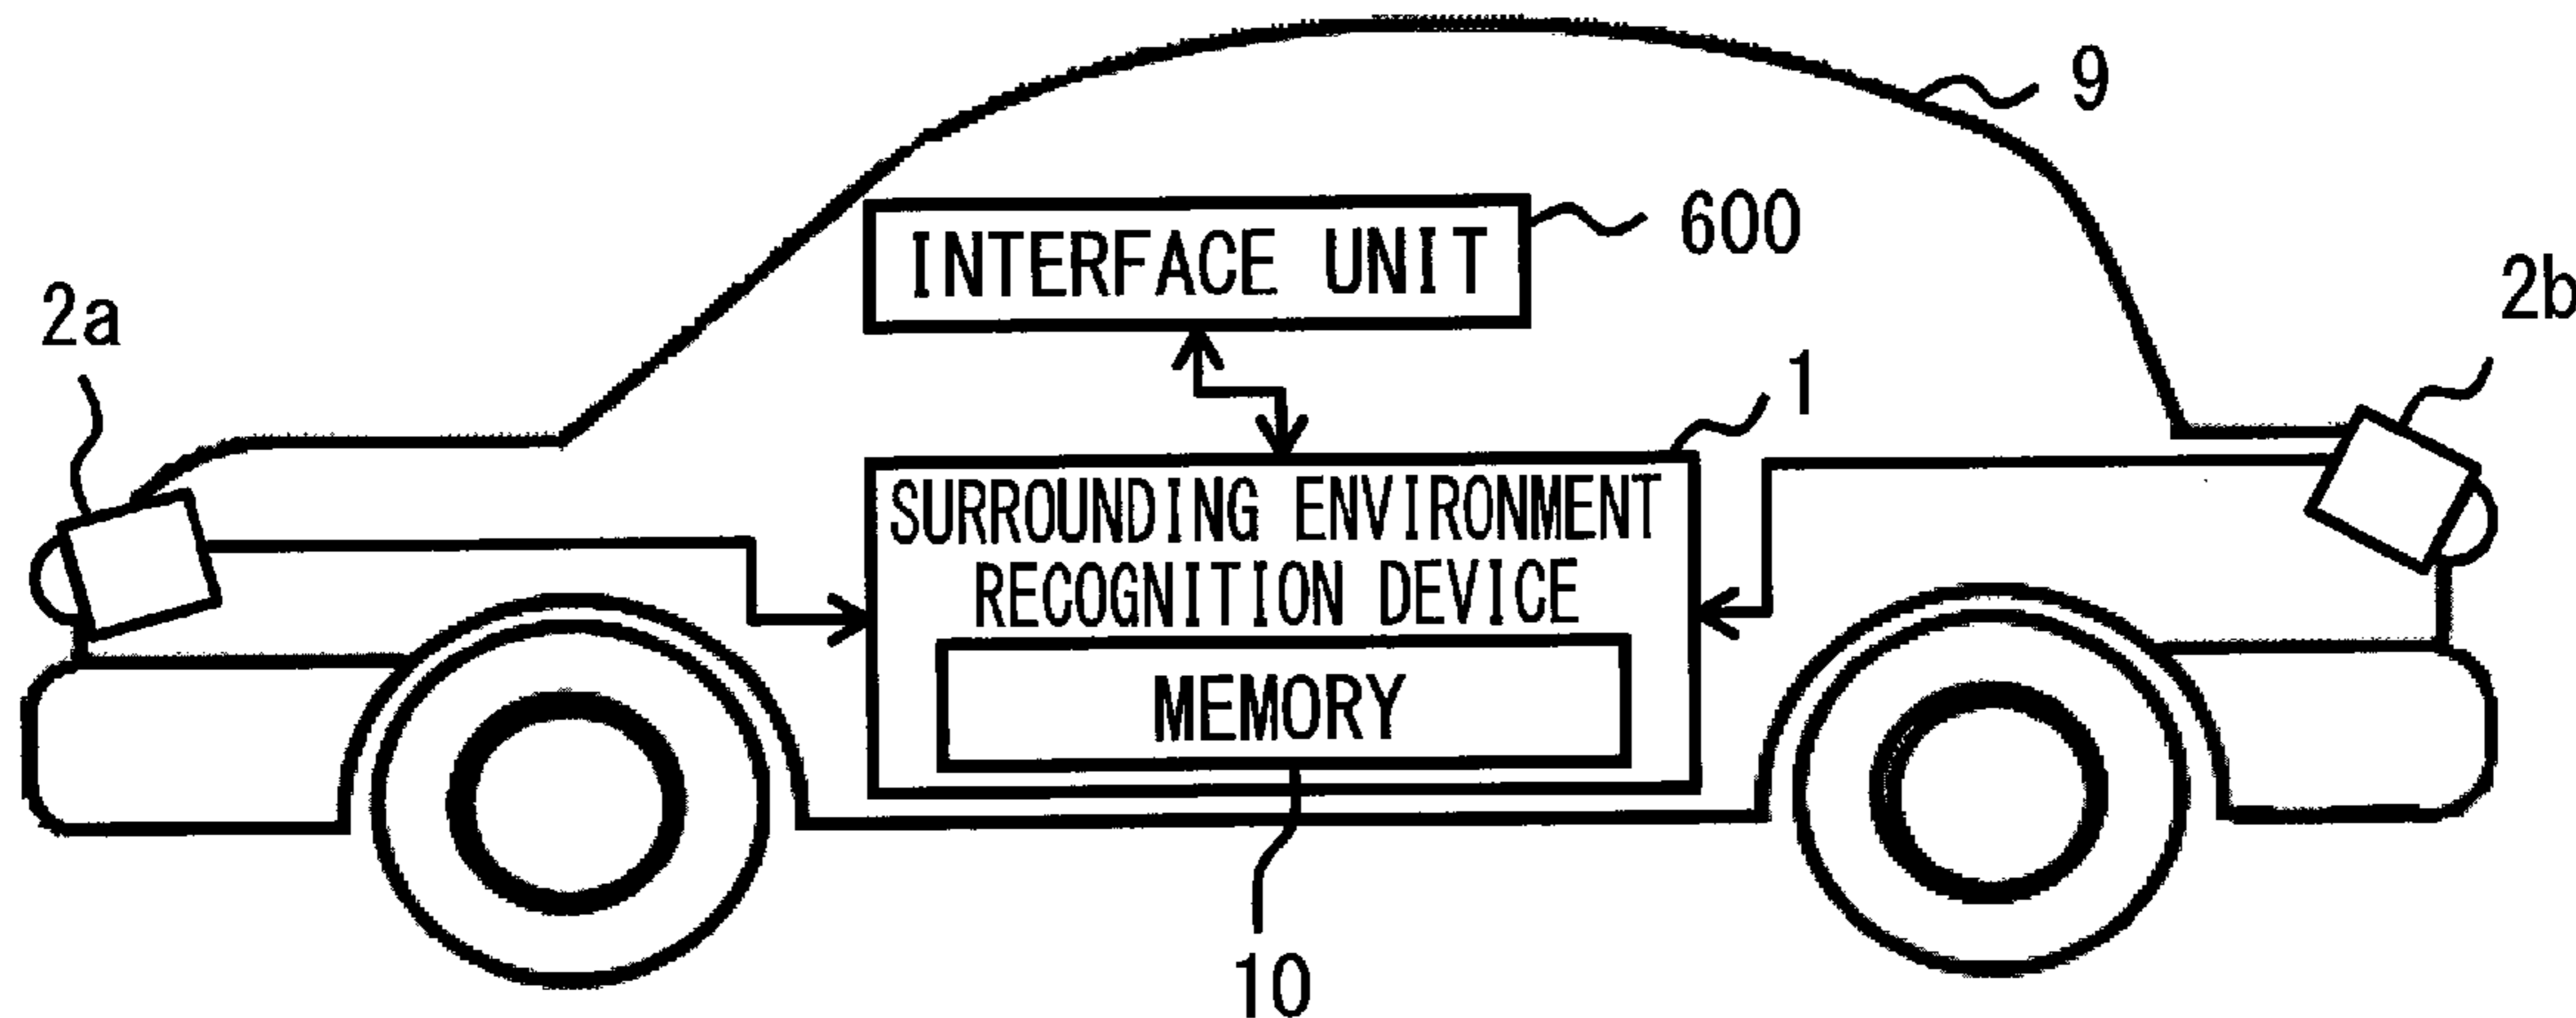 9
INTERFACE UNIT
600
2a
2b
1
SURROUNDING ENVIRONMENT
RECOGNITION DEVICE
MEMORY
10